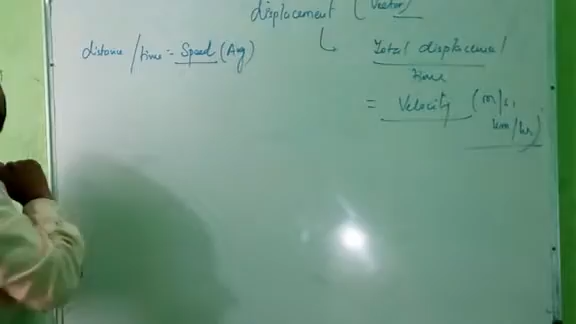 displacement (Vector)
distance / time :- Speed (Avg)
Total displacement
time
= Velocity (m/s,
km/hr)